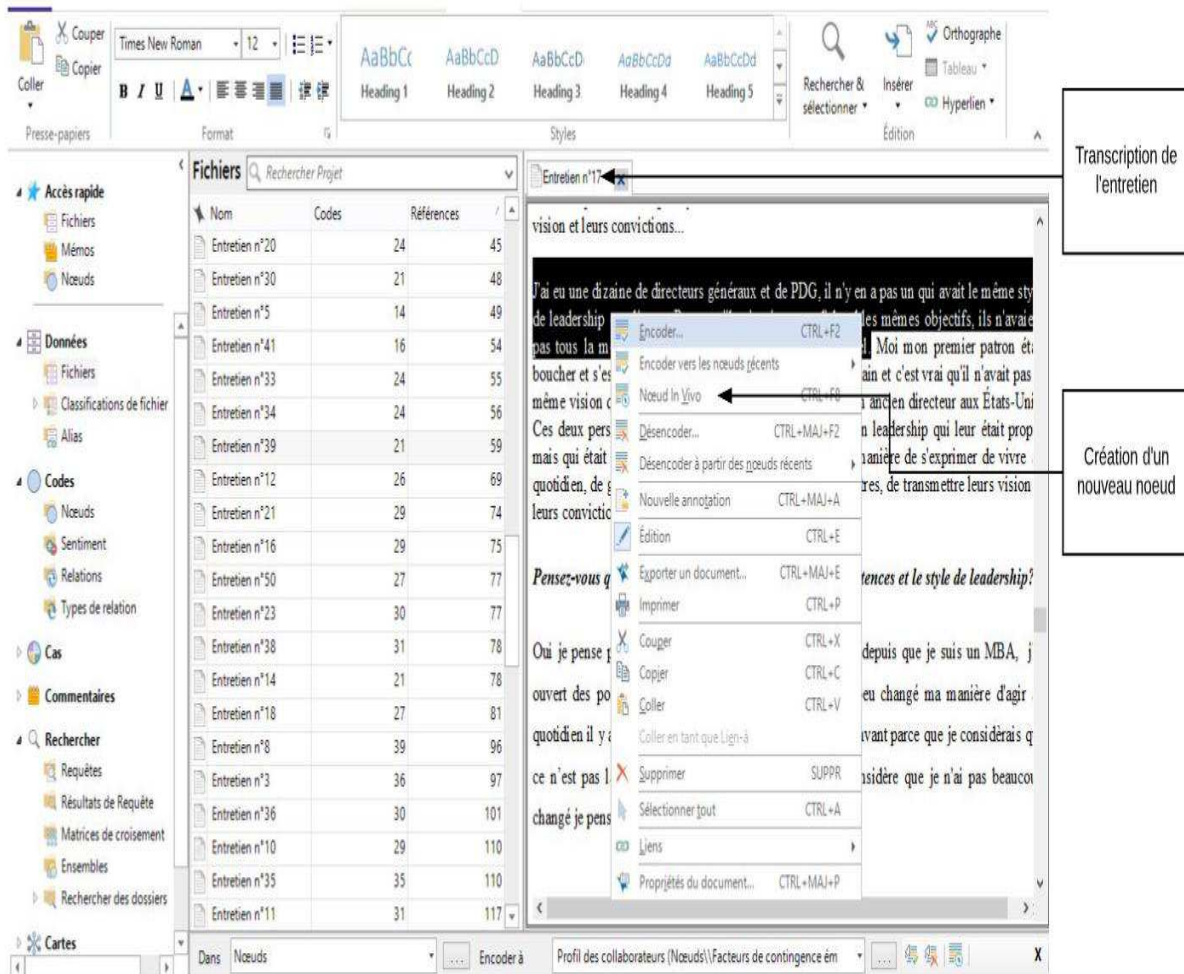 Couper
Copier
Coller
Presse-papiers
Times New Roman
12
B I U A
Format
AaBbCc
Heading 1
AaBbCcD
Heading 2
AaBbCcD
Heading 3
AaBbCcDd
Heading 4
AaBbCcDd
Heading 5
Styles
Rechercher &
sélectionner
Insérer
ABC
Orthographe
Tableau
Hyperlien
Édition
Accès rapide
Fichiers
Mémos
Nœuds
Données
Fichiers
Classifications de fichier
Alias
Codes
Nœuds
Sentiment
Relations
Types de relation
Cas
Commentaires
Rechercher
Requêtes
Résultats de Requête
Matrices de croisement
Ensembles
Rechercher des dossiers
Cartes
Fichiers Rechercher Projet
Nom Codes Références
Entretien n°20 24 45
Entretien n°30 21 48
Entretien n°5 14 49
Entretien n°41 16 54
Entretien n°33 24 55
Entretien n°34 24 56
Entretien n°39 21 59
Entretien n°12 26 69
Entretien n°21 29 74
Entretien n°16 29 75
Entretien n°50 27 77
Entretien n°23 30 77
Entretien n°38 31 78
Entretien n°14 21 78
Entretien n°18 27 81
Entretien n°8 39 96
Entretien n°3 36 97
Entretien n°36 30 101
Entretien n°10 29 110
Entretien n°35 35 110
Entretien n°11 31 117
Entretien n°17 x
vision et leurs convictions...
J'ai eu une dizaine de directeurs généraux et de PDG, il n'y en a pas un qui avait le même sty
de leadership les mêmes objectifs, ils n'avaie
pas tous la m Moi mon premier patron éta
boucher et s'es ain et c'est vrai qu'il n'avait pas
même vision d ancien directeur aux États-Uni
Ces deux pers n leadership qui leur était prop
mais qui était manière de s'exprimer de vivre
quotidien, de g tres, de transmettre leurs vision
leurs convictio
Pensez-vous q tences et le style de leadership?
Oui je pense p depuis que je suis un MBA, j'
ouvert des po eu changé ma manière d'agir
quotidien il y a avant parce que je considèrais q
ce n'est pas l nsidère que je n'ai pas beaucou
changé je pens
Encoder... CTRL+F2
Encoder vers les nœuds récents
Nœud In Vivo CTRL+F8
Désencoder... CTRL+MAJ+F2
Désencoder à partir des nœuds récents
Nouvelle annotation CTRL+MAJ+A
Édition CTRL+E
Exporter un document... CTRL+MAJ+E
Imprimer CTRL+P
Couper CTRL+X
Copier CTRL+C
Coller CTRL+V
Coller en tant que Lien-à
Supprimer SUPPR
Sélectionner tout CTRL+A
Liens
Propriétés du document... CTRL+MAJ+P
Dans Nœuds ... Encoder à Profil des collaborateurs (Nœuds\\Facteurs de contingence ém ... X
Transcription de
l'entretien
Création d'un
nouveau noeud